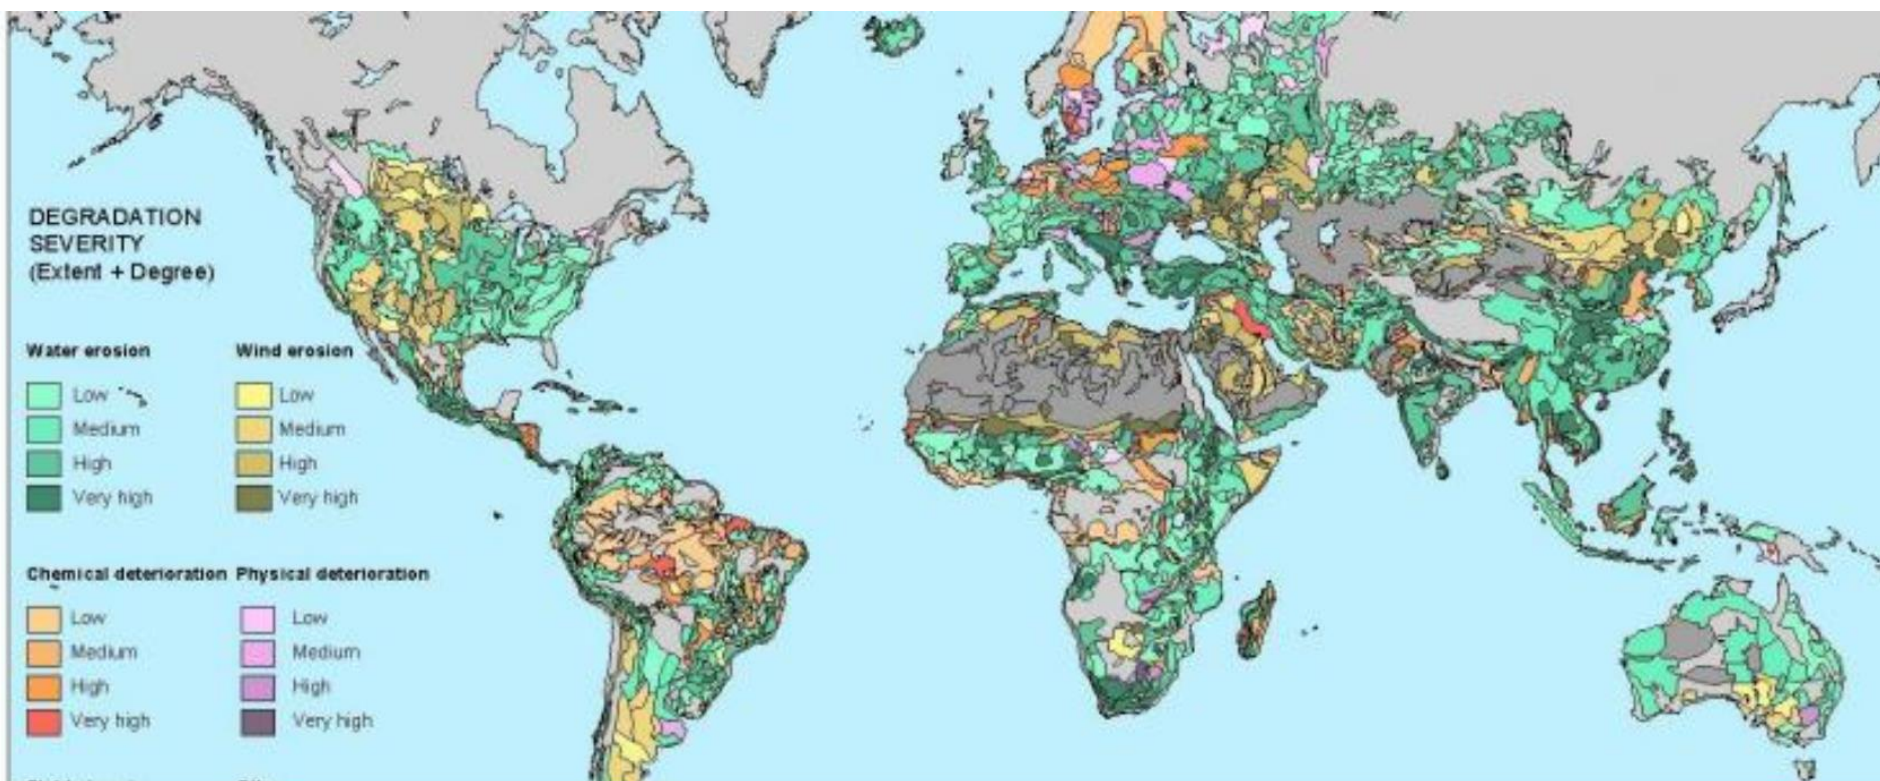 DEGRADATION
SEVERITY
(Extent + Degree)
Water erosion
Low
Medium
High
Very high
Wind erosion
Low
Medium
High
Very high
Chemical deterioration
Low
Medium
High
Very high
Physical deterioration
Low
Medium
High
Very high